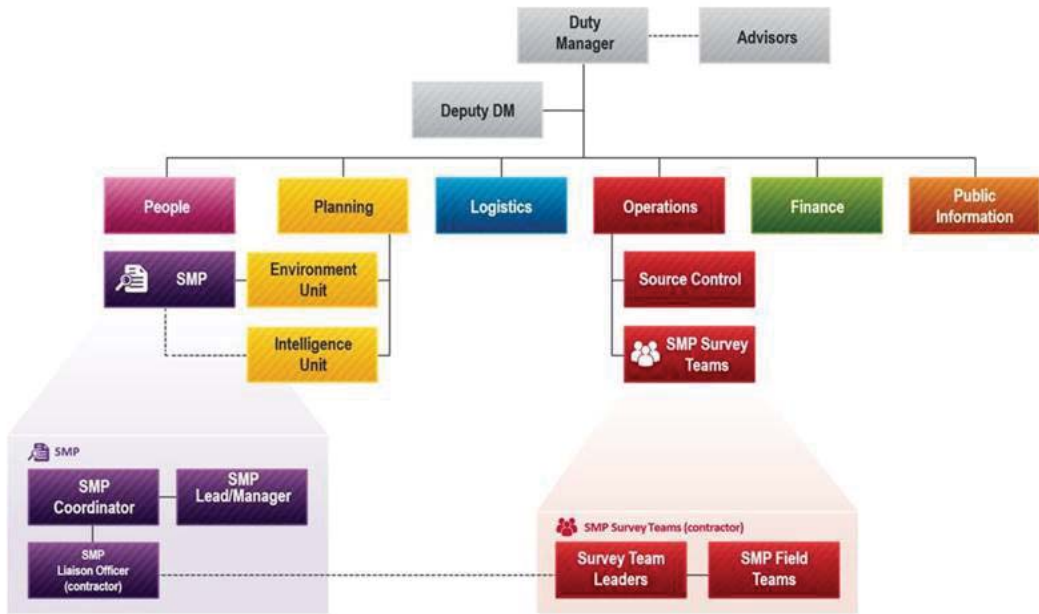 Duty
Manager
Advisors
Deputy DM
People
Planning
Logistics
Operations
Finance
Public
Information
SMP
Environment
Unit
Source Control
Intelligence
Unit
SMP Survey
Teams
SMP
SMP
Coordinator
SMP
Lead/Manager
SMP
Liaison Officer
(contractor)
SMP Survey Teams (contractor)
Survey Team
Leaders
SMP Field
Teams